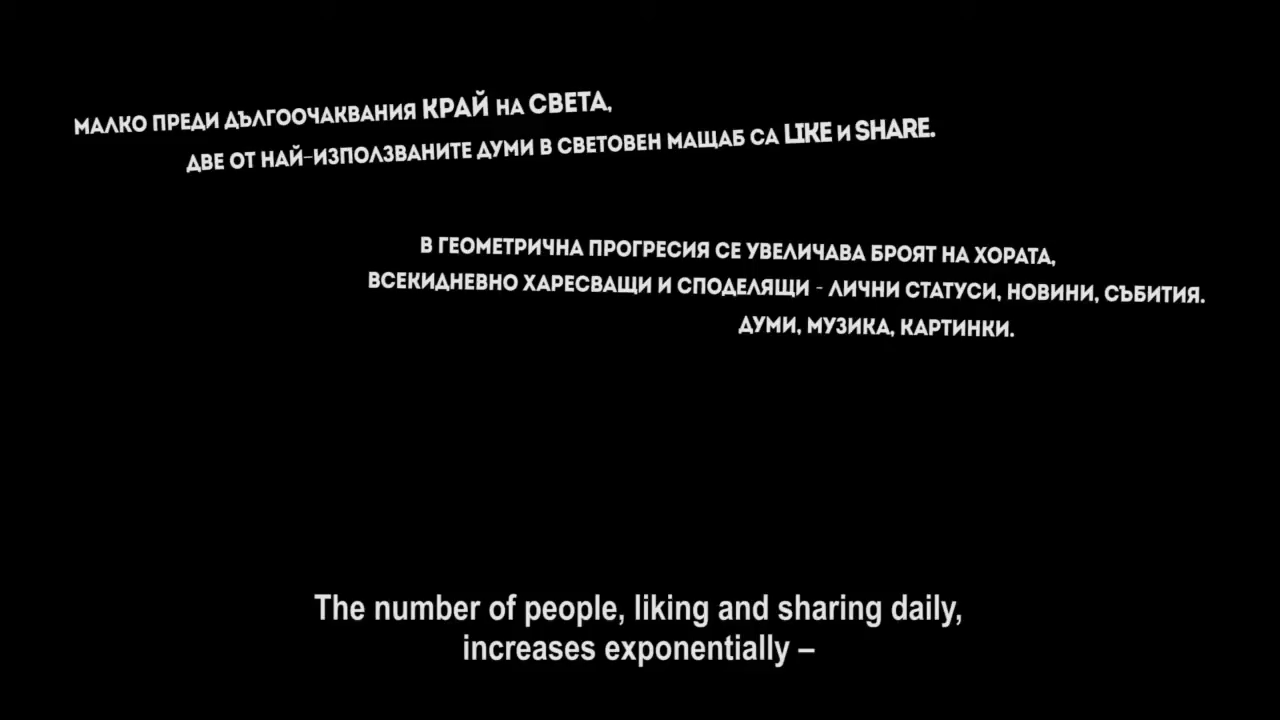 МАЛКО ПРЕДИ ДЪЛГООЧАКВАНИЯ КРАЙ НА СВЕТА,
ДВЕ ОТ НАЙ-ИЗПОЛЗВАНИТЕ ДУМИ В СВЕТОВЕН МАЩАБ СА LIKE И SHARE.
В ГЕОМЕТРИЧНА ПРОГРЕСИЯ СЕ УВЕЛИЧАВА БРОЯТ НА ХОРАТА,
ВСЕКИДНЕВНО ХАРЕСВАЩИ И СПОДЕЛЯЩИ - ЛИЧНИ СТАТУСИ, НОВИНИ, СЪБИТИЯ.
ДУМИ, МУЗИКА, КАРТИНКИ.
The number of people, liking and sharing daily,
increases exponentially –